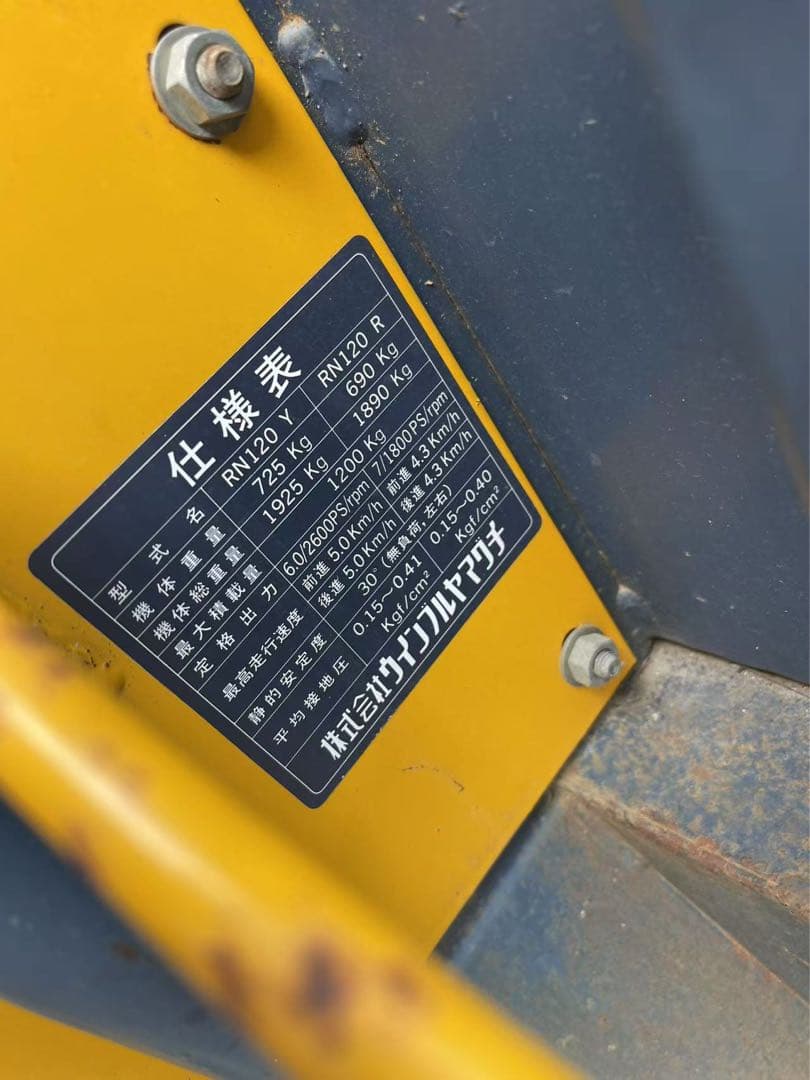 仕様表
型式名 RN120 Y RN120 R
機体重量 725 Kg 690 Kg
機体総重量 1925 Kg 1890 Kg
最大積載量 1200 Kg
定格出力 6.0/2600PS/rpm 7/1800PS/rpm
最高走行速度 前進 5.0Km/h 前進 4.3Km/h
後進 5.0Km/h 後進 4.3Km/h
静的安定度 30°(無負荷,左右)
平均接地圧 0.15～0.41 0.15～0.40
Kgf/cm² Kgf/cm²
株式会社ウインブルヤマグチ